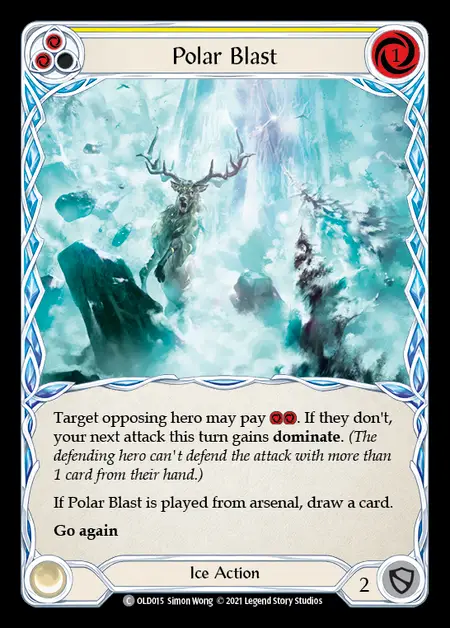 Polar Blast
1
Target opposing hero may pay . If they don't,
your next attack this turn gains dominate. (The
defending hero can't defend the attack with more than
1 card from their hand.)
If Polar Blast is played from arsenal, draw a card.
Go again
Ice Action
2
C OLD015 Simon Wong © 2021 Legend Story Studios